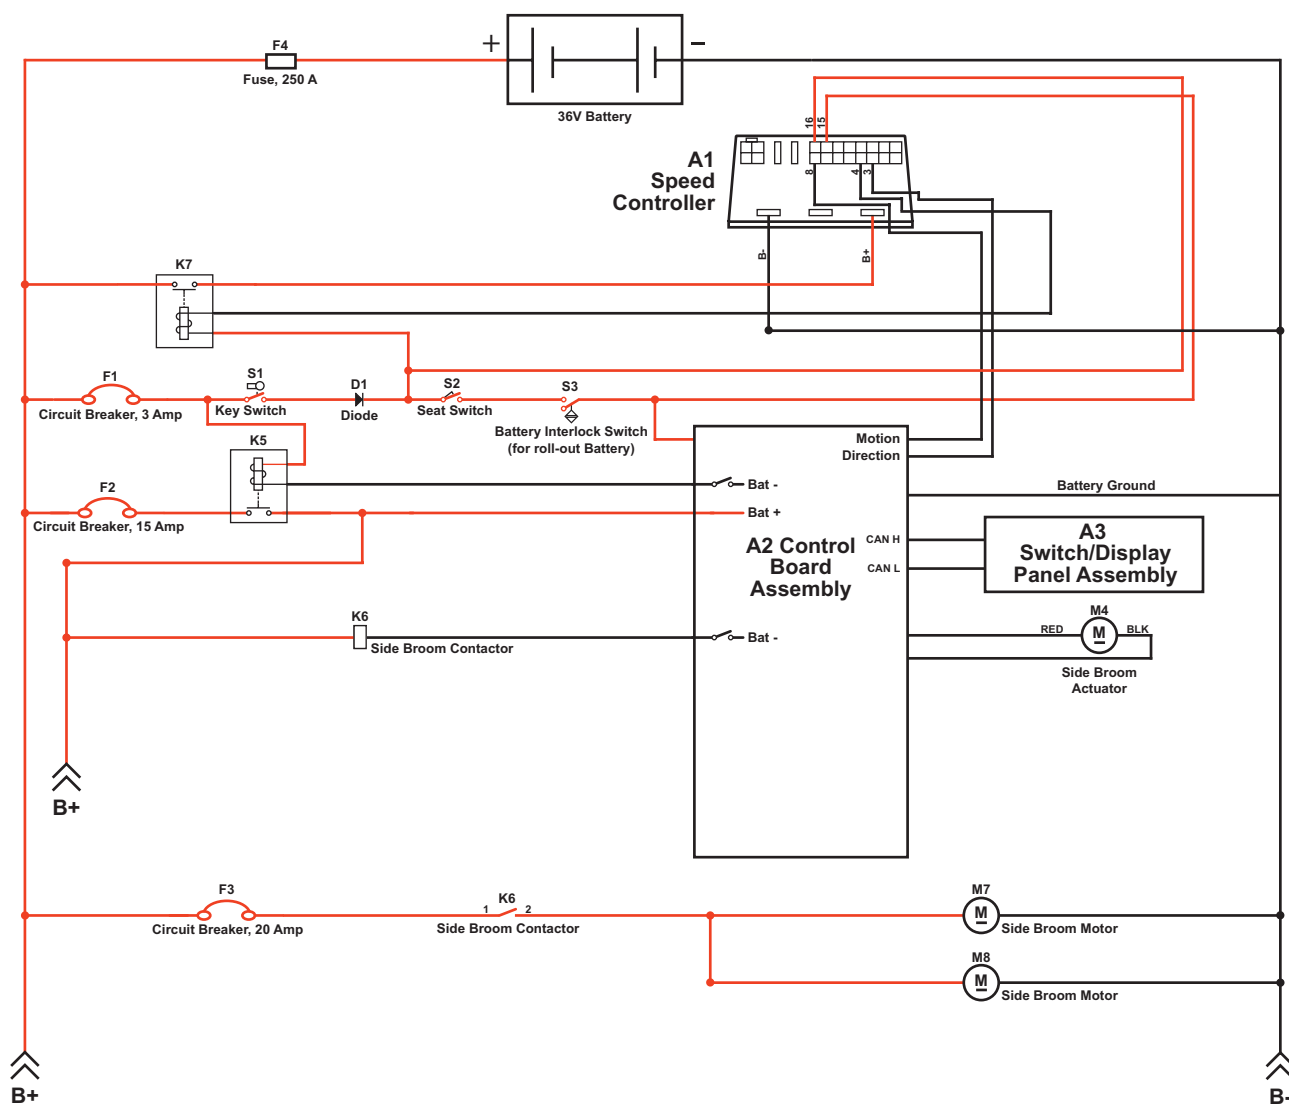 F4
Fuse, 250 A
+
-
36V Battery
16
15
A1
Speed
Controller
8
4
3
B-
B+
K7
F1
Circuit Breaker, 3 Amp
S1
Key Switch
D1
Diode
S2
Seat Switch
S3
Battery Interlock Switch
(for roll-out Battery)
Motion
Direction
K5
F2
Circuit Breaker, 15 Amp
Bat -
Bat +
Battery Ground
A2 Control
Board
Assembly
CAN H
CAN L
A3
Switch/Display
Panel Assembly
K6
Side Broom Contactor
Bat -
M4
RED
M
BLK
Side Broom
Actuator
B+
F3
Circuit Breaker, 20 Amp
K6
1
2
Side Broom Contactor
M7
M
Side Broom Motor
M8
M
Side Broom Motor
B+
B-